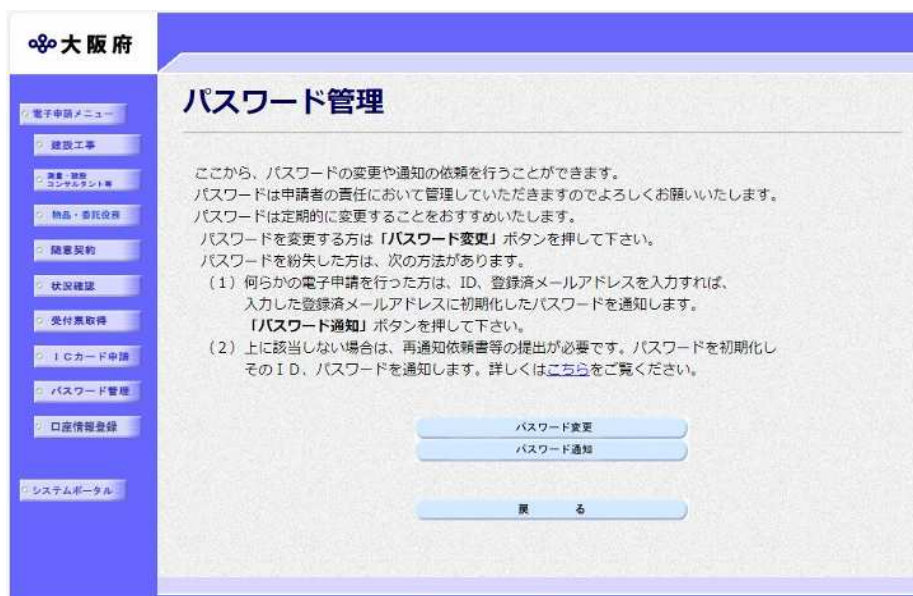 大阪府
電子申請メニュー
建設工事
測量・建設
コンサルタント等
物品・委託役務
随意契約
状況確認
受付票取得
ICカード申請
パスワード管理
口座情報登録
システムポータル
パスワード管理
ここから、パスワードの変更や通知の依頼を行うことができます。
パスワードは申請者の責任において管理していただきますのでよろしくお願いいたします。
パスワードは定期的に変更することをおすすめいたします。
パスワードを変更する方は「パスワード変更」ボタンを押して下さい。
パスワードを紛失した方は、次の方法があります。
(1)何らかの電子申請を行った方は、ID、登録済メールアドレスを入力すれば、
入力した登録済メールアドレスに初期化したパスワードを通知します。
「パスワード通知」ボタンを押して下さい。
(2)上に該当しない場合は、再通知依頼書等の提出が必要です。パスワードを初期化し
そのID、パスワードを通知します。詳しくはこちらをご覧ください。
パスワード変更
パスワード通知
戻 る